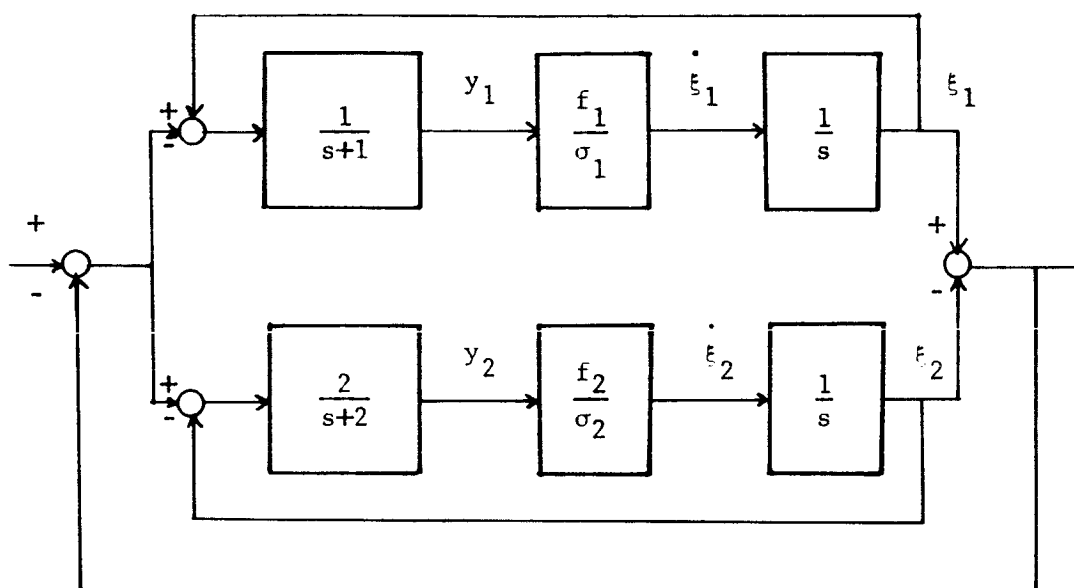 y₁ ξ̇₁ ξ₁
+ - 1/(s+1) f₁/σ₁ 1/s
+ +
- -
y₂ ξ̇₂ ξ₂
+ - 2/(s+2) f₂/σ₂ 1/s